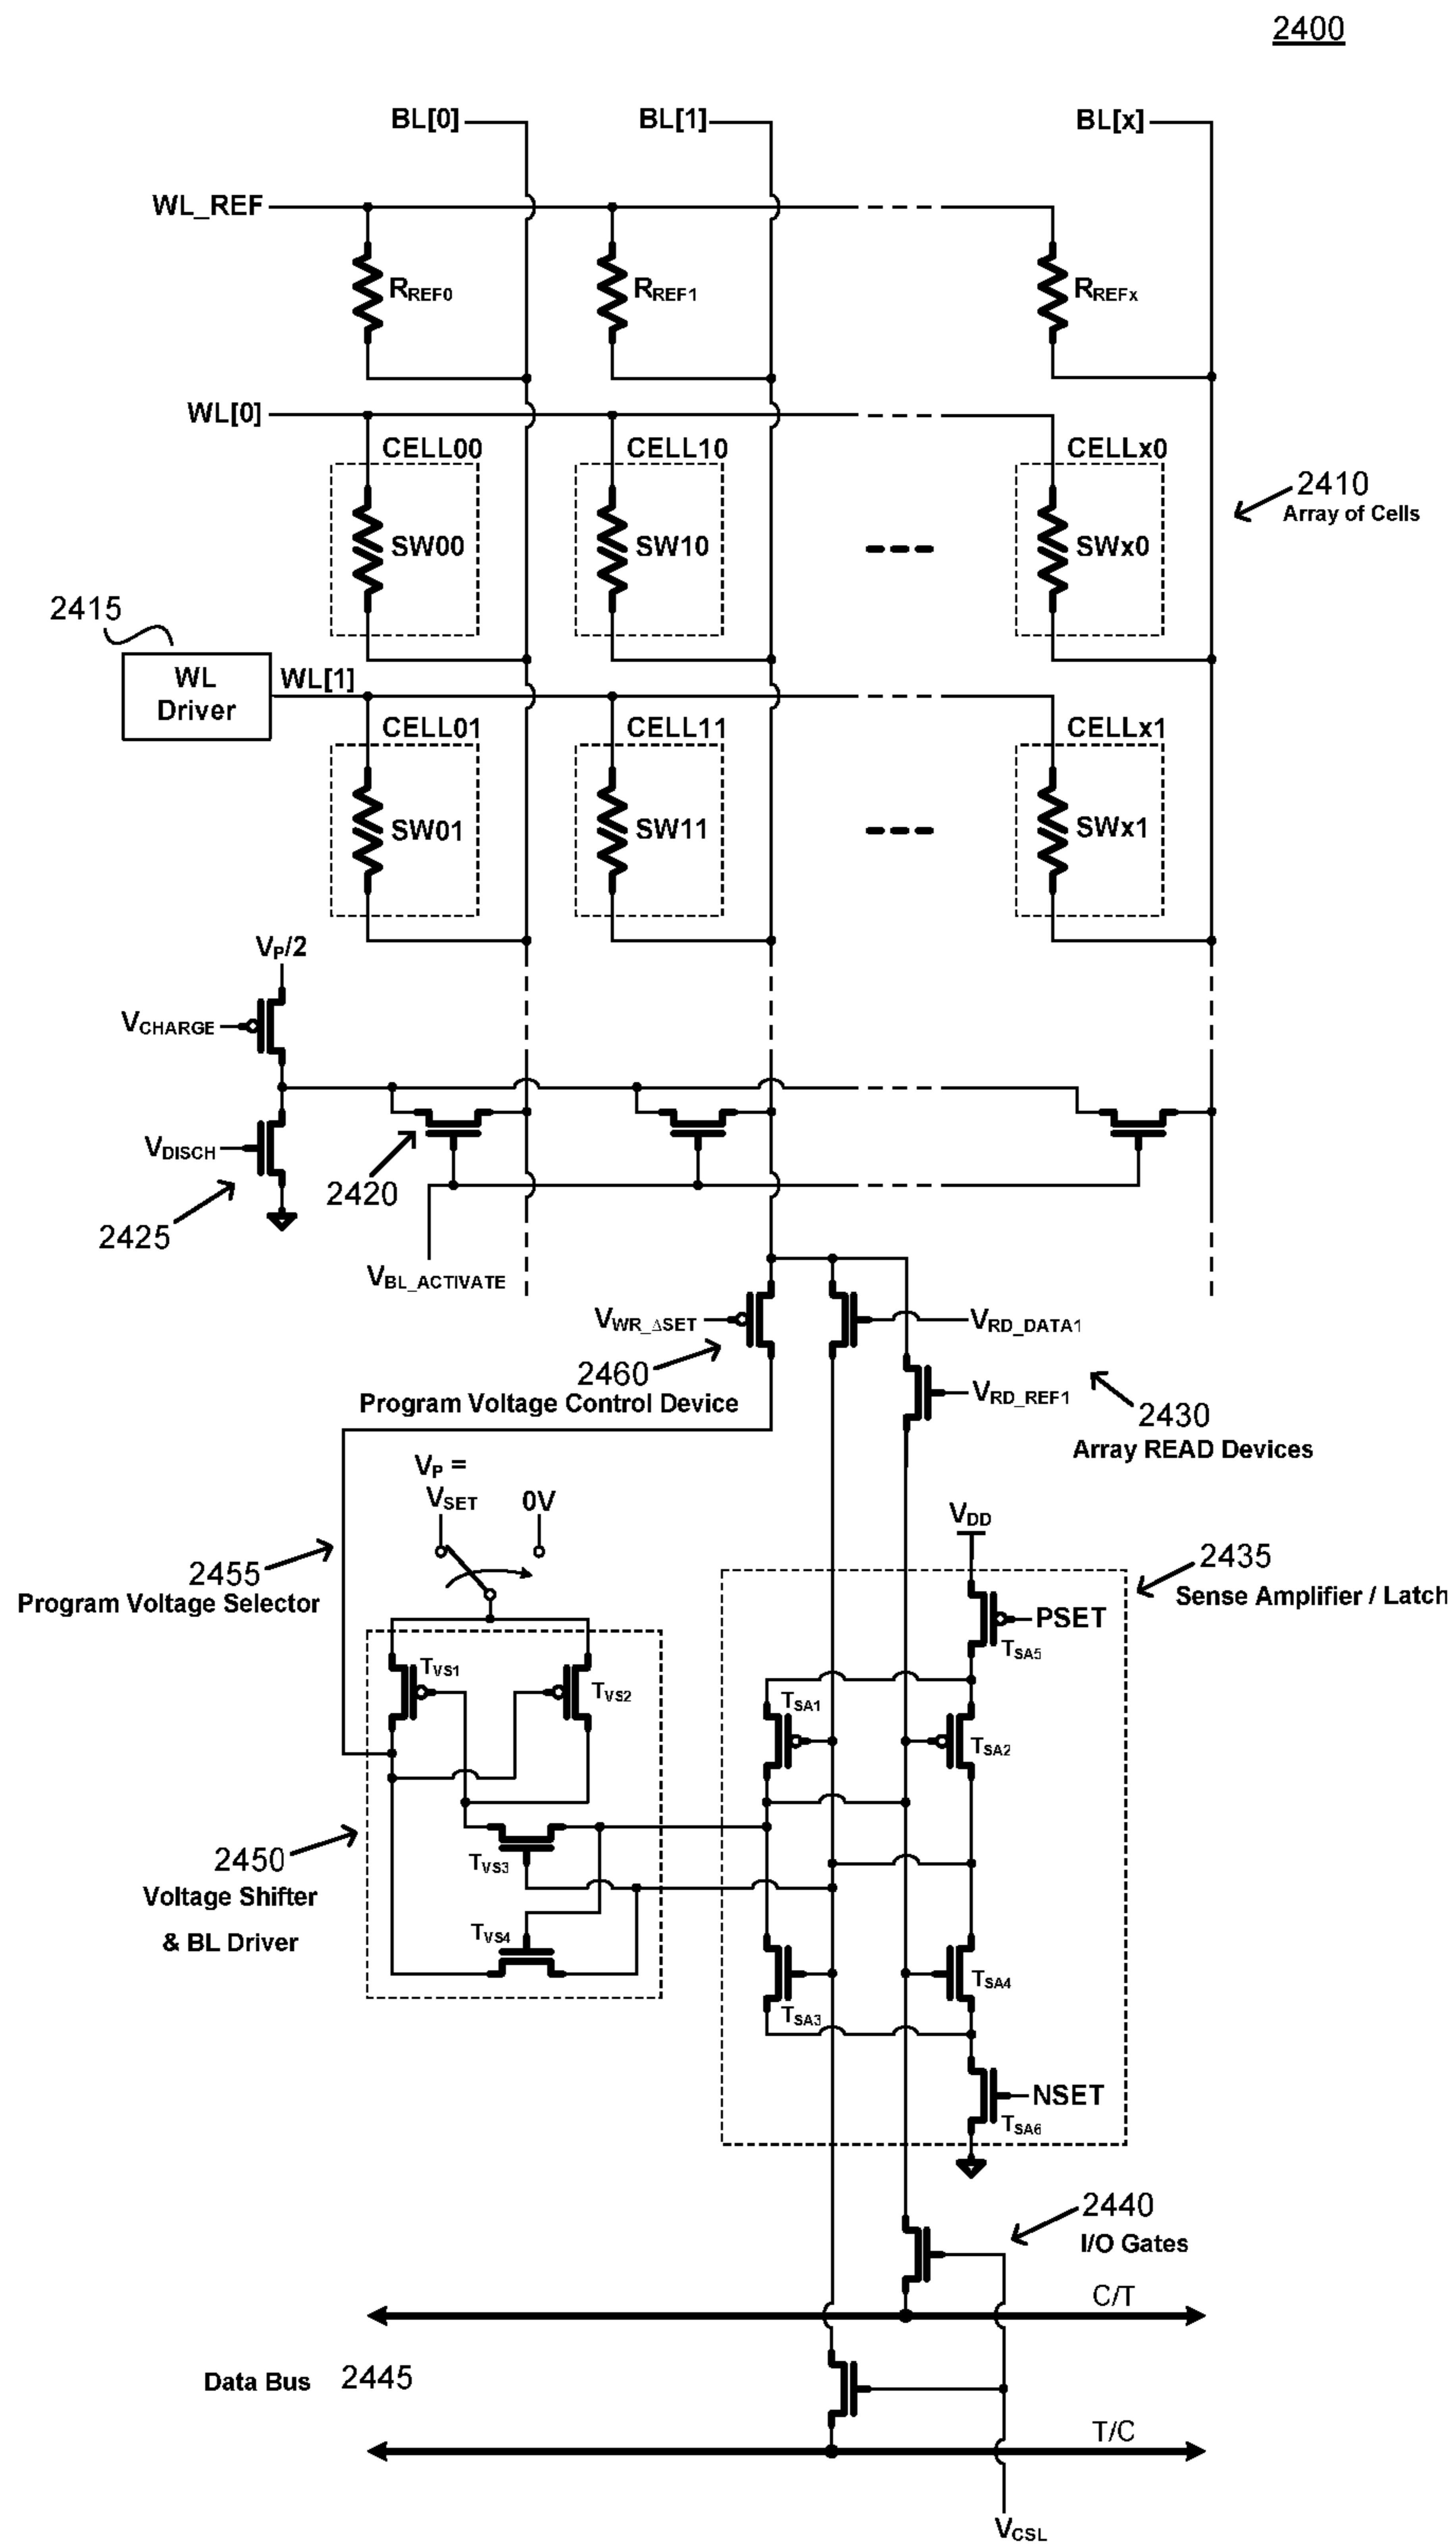 2400
BL[0]
BL[1]
BL[x]
WL_REF
RREF0
RREF1
RREFx
WL[0]
CELL00
CELL10
CELLx0
2410
Array of Cells
SW00
SW10
SWx0
2415
WL
Driver
WL[1]
CELL01
CELL11
CELLx1
SW01
SW11
SWx1
VP/2
VCHARGE
VDISCH
2420
2425
VBL_ACTIVATE
VWR_ΔSET
VRD_DATA1
2460
Program Voltage Control Device
VRD_REF1
2430
Array READ Devices
VP =
VSET
0V
VDD
2455
Program Voltage Selector
2435
Sense Amplifier / Latch
PSET
TSA5
TVS1
TVS2
TSA1
TSA2
2450
Voltage Shifter
& BL Driver
TVS3
TVS4
TSA3
TSA4
NSET
TSA6
2440
I/O Gates
C/T
Data Bus 2445
T/C
VCSL